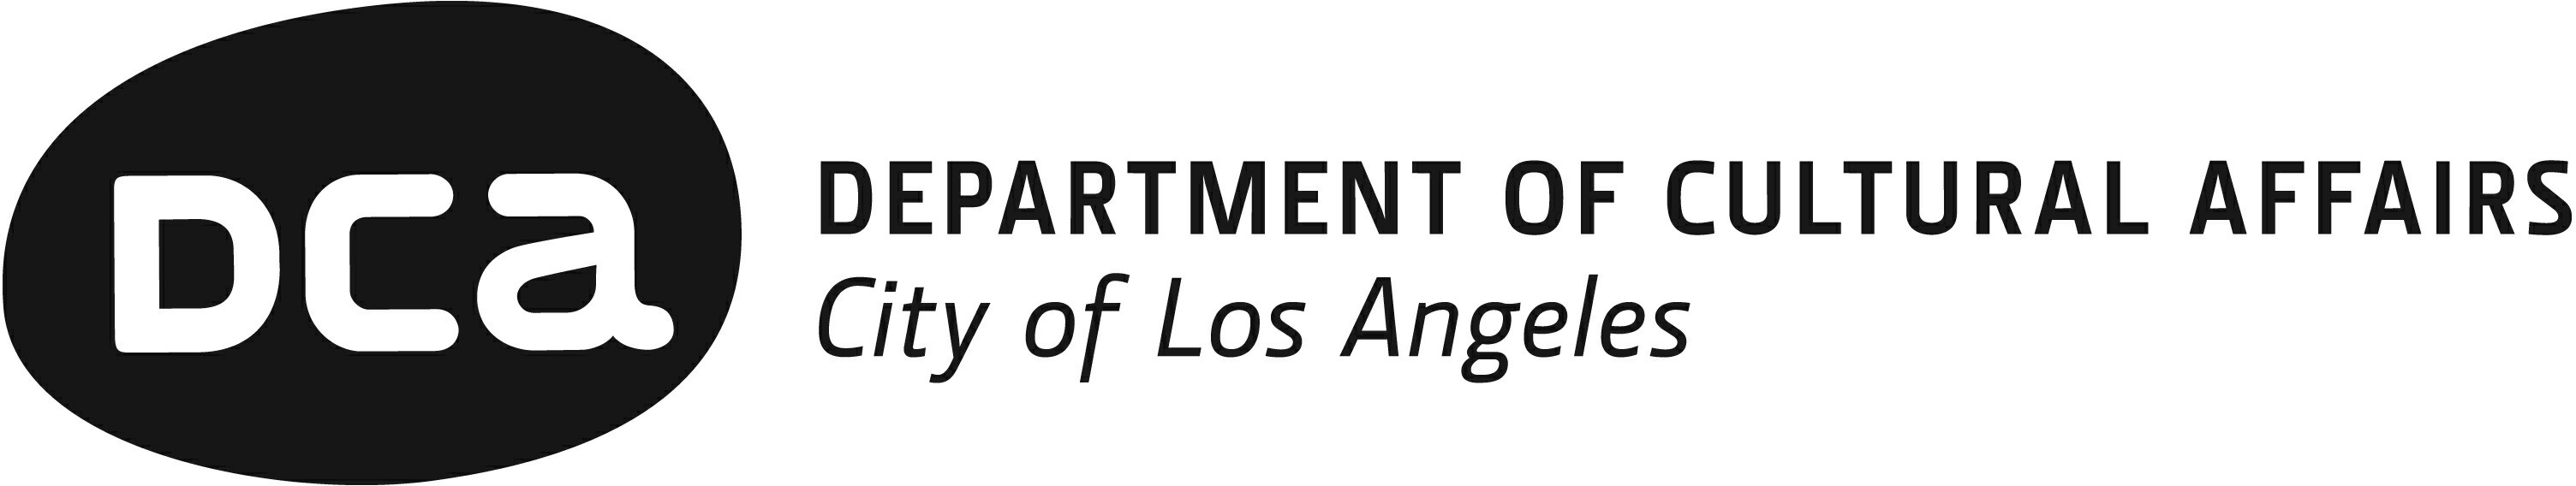 DCa
DEPARTMENT OF CULTURAL AFFAIRS
City of Los Angeles